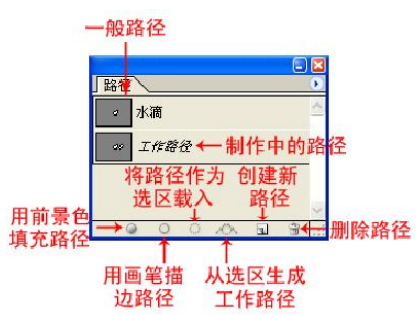 一般路径
路径
水滴
工作路径
制作中的路径
将路径作为
选区载入
创建新
路径
用前景色
填充路径
删除路径
用画笔描
边路径
从选区生成
工作路径